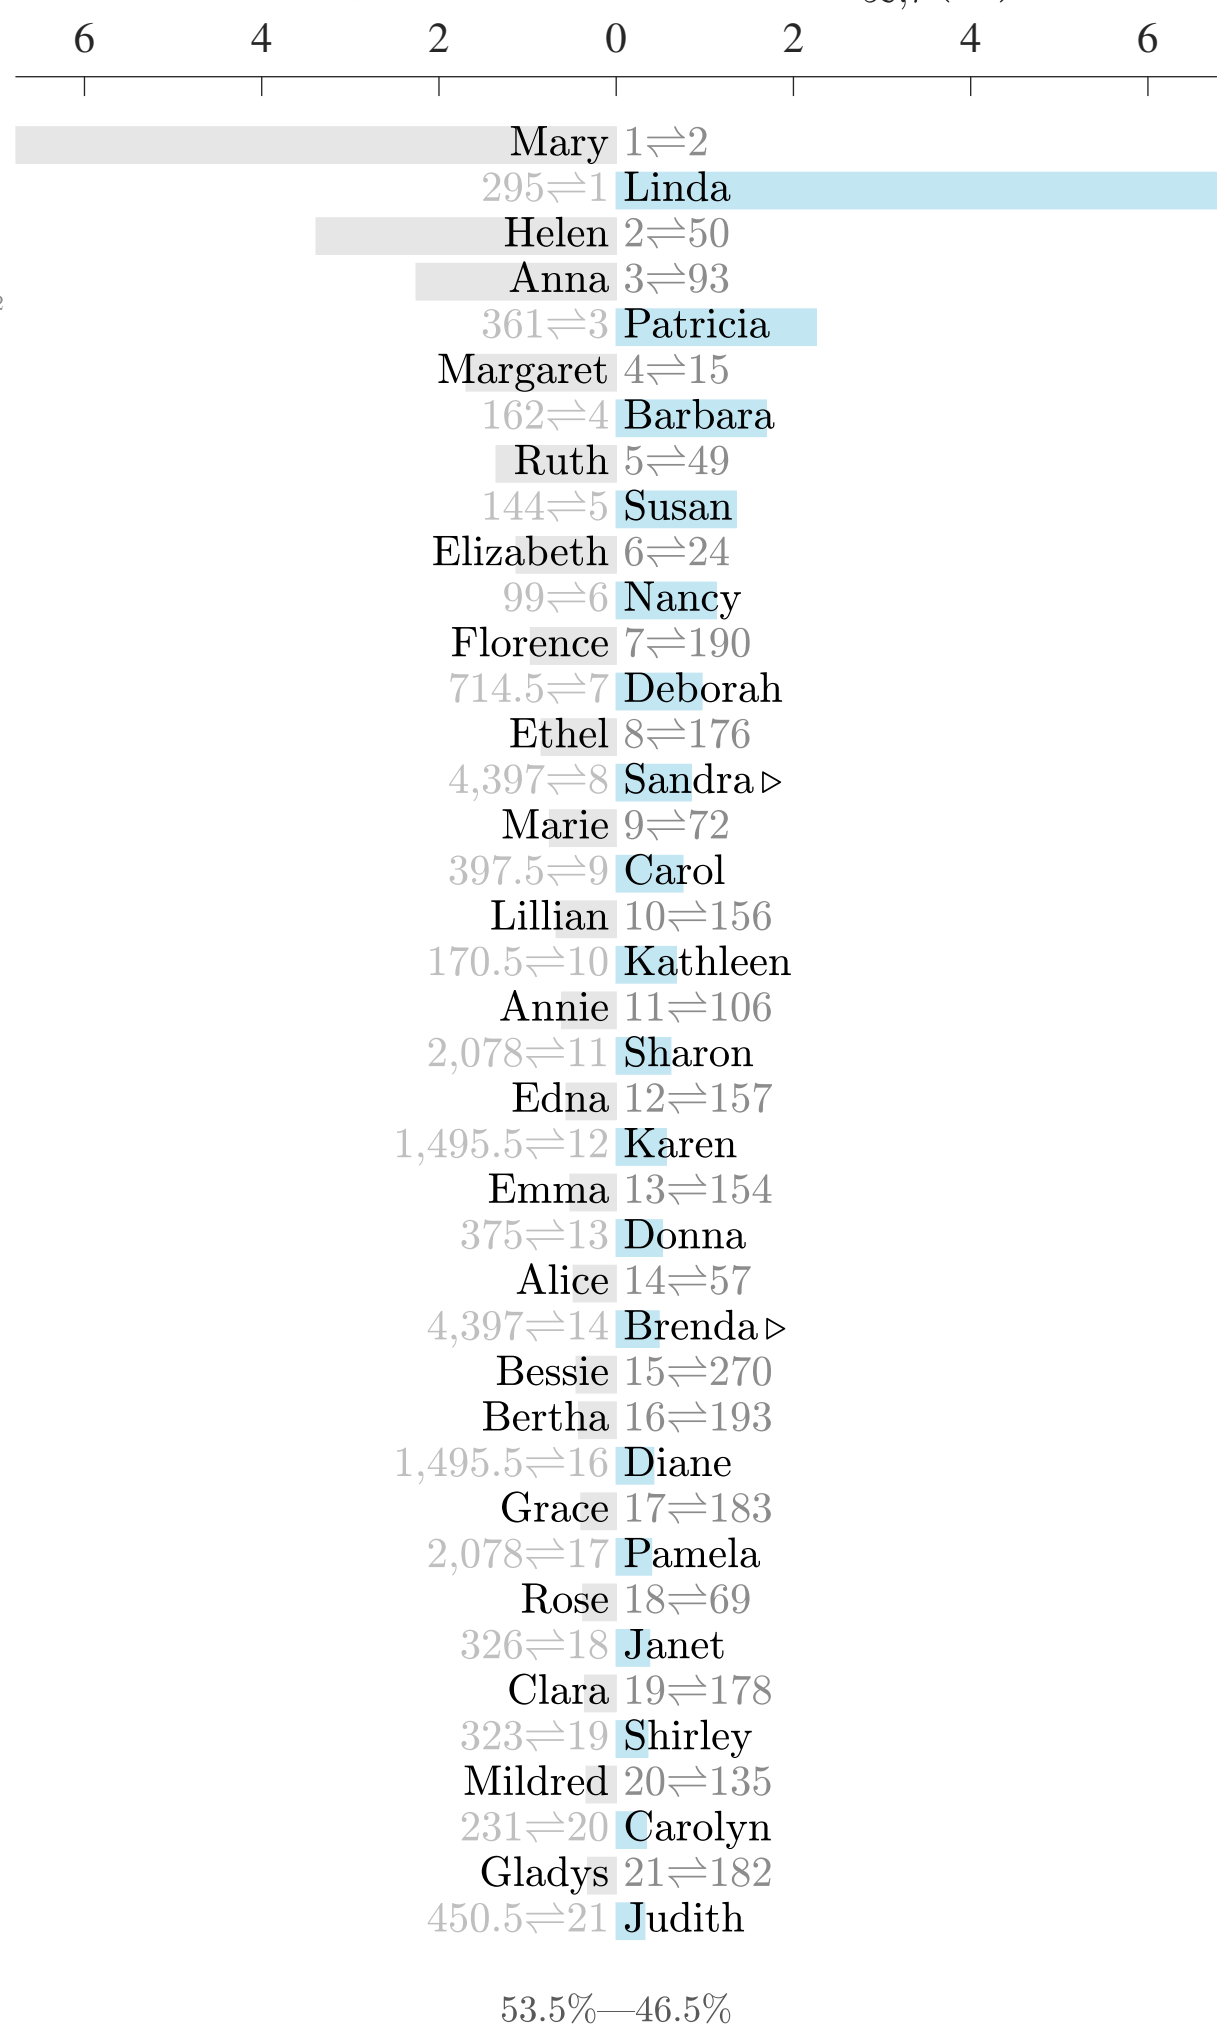 6 4 2 0 2 4 6
Mary 1⇌2
295⇌1 Linda
Helen 2⇌50
Anna 3⇌93
361⇌3 Patricia
Margaret 4⇌15
162⇌4 Barbara
Ruth 5⇌49
144⇌5 Susan
Elizabeth 6⇌24
99⇌6 Nancy
Florence 7⇌190
714.5⇌7 Deborah
Ethel 8⇌176
4,397⇌8 Sandra ▷
Marie 9⇌72
397.5⇌9 Carol
Lillian 10⇌156
170.5⇌10 Kathleen
Annie 11⇌106
2,078⇌11 Sharon
Edna 12⇌157
1,495.5⇌12 Karen
Emma 13⇌154
375⇌13 Donna
Alice 14⇌57
4,397⇌14 Brenda ▷
Bessie 15⇌270
Bertha 16⇌193
1,495.5⇌16 Diane
Grace 17⇌183
2,078⇌17 Pamela
Rose 18⇌69
326⇌18 Janet
Clara 19⇌178
323⇌19 Shirley
Mildred 20⇌135
231⇌20 Carolyn
Gladys 21⇌182
450.5⇌21 Judith
53.5%—46.5%